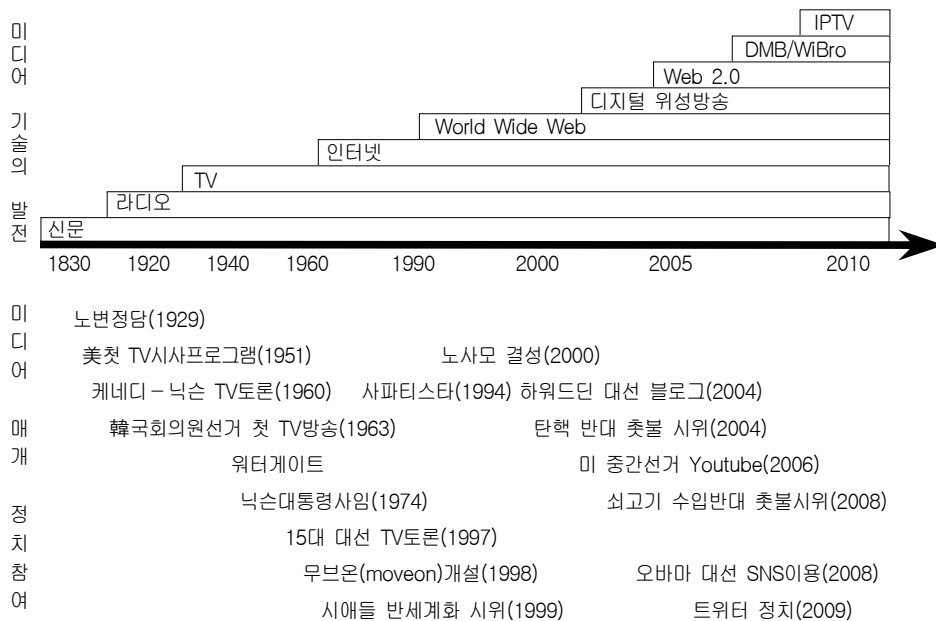 미디어 기술의 발전
IPTV
DMB/WiBro
Web 2.0
디지털 위성방송
World Wide Web
인터넷
TV
라디오
신문
1830 1920 1940 1960 1990 2000 2005 2010
미디어 매개 정치참여
노변정담(1929)
美첫 TV시사프로그램(1951) 노사모 결성(2000)
케네디－닉슨 TV토론(1960) 사파티스타(1994) 하워드딘 대선 블로그(2004)
韓국회의원선거 첫 TV방송(1963) 탄핵 반대 촛불 시위(2004)
워터게이트 미 중간선거 Youtube(2006)
닉슨대통령사임(1974) 쇠고기 수입반대 촛불시위(2008)
15대 대선 TV토론(1997)
무브온(moveon)개설(1998) 오바마 대선 SNS이용(2008)
시애틀 반세계화 시위(1999) 트위터 정치(2009)